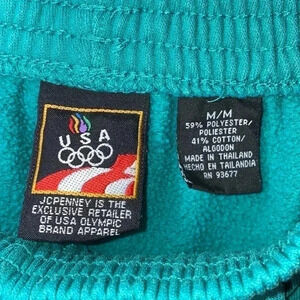 USA
JCPENNEY IS THE
EXCLUSIVE RETAILER
OF USA OLYMPIC
BRAND APPAREL
M/M
59% POLYESTER/
POLIESTER
41% COTTON/
ALGODON
MADE IN THAILAND
HECHO EN TAILANDIA
RN 93677